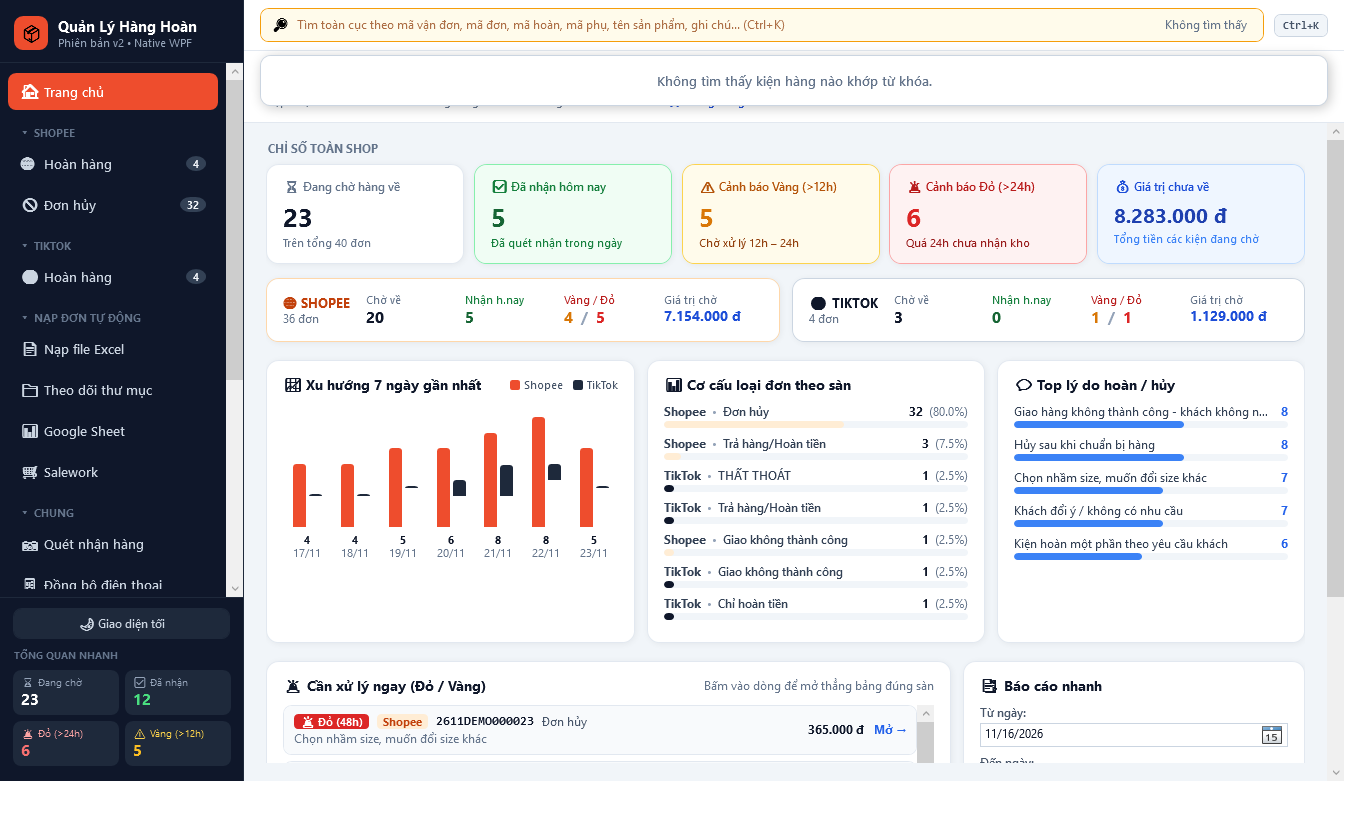 Quản Lý Hàng Hoàn
Phiên bản v2 • Native WPF
Trang chủ
SHOPEE
Hoàn hàng 4
Đơn hủy 32
TIKTOK
Hoàn hàng 4
NẠP ĐƠN TỰ ĐỘNG
Nạp file Excel
Theo dõi thư mục
Google Sheet
Salework
CHUNG
Quét nhận hàng
Đồng bộ điện thoại
Giao diện tối
TỔNG QUAN NHANH
Đang chờ
23
Đã nhận
12
Đỏ (>24h)
6
Vàng (>12h)
5
Tìm toàn cục theo mã vận đơn, mã đơn, mã hoàn, mã phụ, tên sản phẩm, ghi chú... (Ctrl+K)
Không tìm thấy
Ctrl+K
Không tìm thấy kiện hàng nào khớp từ khóa.
CHỈ SỐ TOÀN SHOP
Đang chờ hàng về
23
Trên tổng 40 đơn
Đã nhận hôm nay
5
Đã quét nhận trong ngày
Cảnh báo Vàng (>12h)
5
Chờ xử lý 12h – 24h
Cảnh báo Đỏ (>24h)
6
Quá 24h chưa nhận kho
Giá trị chưa về
8.283.000 đ
Tổng tiền các kiện đang chờ
SHOPEE
36 đơn
Chờ về
20
Nhận h.nay
5
Vàng / Đỏ
4 / 5
Giá trị chờ
7.154.000 đ
TIKTOK
4 đơn
Chờ về
3
Nhận h.nay
0
Vàng / Đỏ
1 / 1
Giá trị chờ
1.129.000 đ
Xu hướng 7 ngày gần nhất
Shopee TikTok
4 4 5 6 8 8 5
17/11 18/11 19/11 20/11 21/11 22/11 23/11
Cơ cấu loại đơn theo sàn
Shopee • Đơn hủy 32 (80.0%)
Shopee • Trả hàng/Hoàn tiền 3 (7.5%)
TikTok • THẤT THOÁT 1 (2.5%)
TikTok • Trả hàng/Hoàn tiền 1 (2.5%)
Shopee • Giao không thành công 1 (2.5%)
TikTok • Giao không thành công 1 (2.5%)
TikTok • Chỉ hoàn tiền 1 (2.5%)
Top lý do hoàn / hủy
Giao hàng không thành công - khách không n... 8
Hủy sau khi chuẩn bị hàng 8
Chọn nhầm size, muốn đổi size khác 7
Khách đổi ý / không có nhu cầu 7
Kiện hoàn một phần theo yêu cầu khách 6
Cần xử lý ngay (Đỏ / Vàng)
Bấm vào dòng để mở thẳng bảng đúng sàn
Đỏ (48h) Shopee 2611DEMO000023 Đơn hủy
Chọn nhầm size, muốn đổi size khác
365.000 đ Mở →
Báo cáo nhanh
Từ ngày:
11/16/2026
15
Đến ngày: